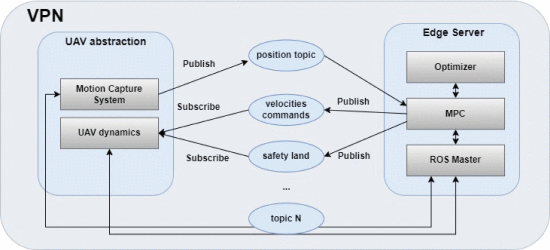 VPN
UAV abstraction
Edge Server
Publish
position topic
Optimizer
Motion Capture
System
Subscribe
velocities
commands
Publish
MPC
UAV dynamics
Subscribe
safety land
Publish
ROS Master
...
topic N